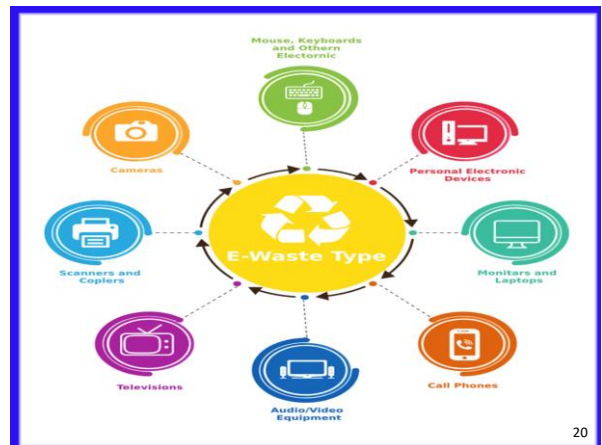 Mouse, Keyboards
and Othern
Electornic
Cameras
Personal Electronic
Devices
E-Waste Type
Scanners and
Copiers
Monitars and
Laptops
Televisions
Call Phones
Audio/Video
Equipment
20